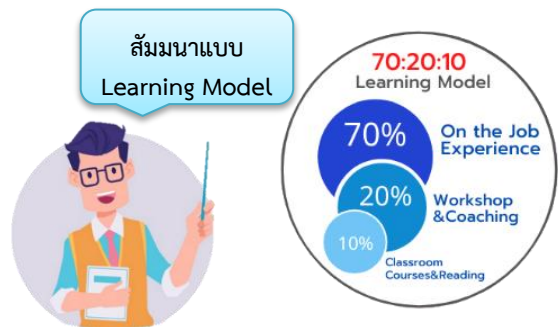 สัมมนาแบบ
Learning Model
70:20:10
Learning Model
70%
On the Job
Experience
20%
Workshop
&Coaching
10%
Classroom
Courses&Reading